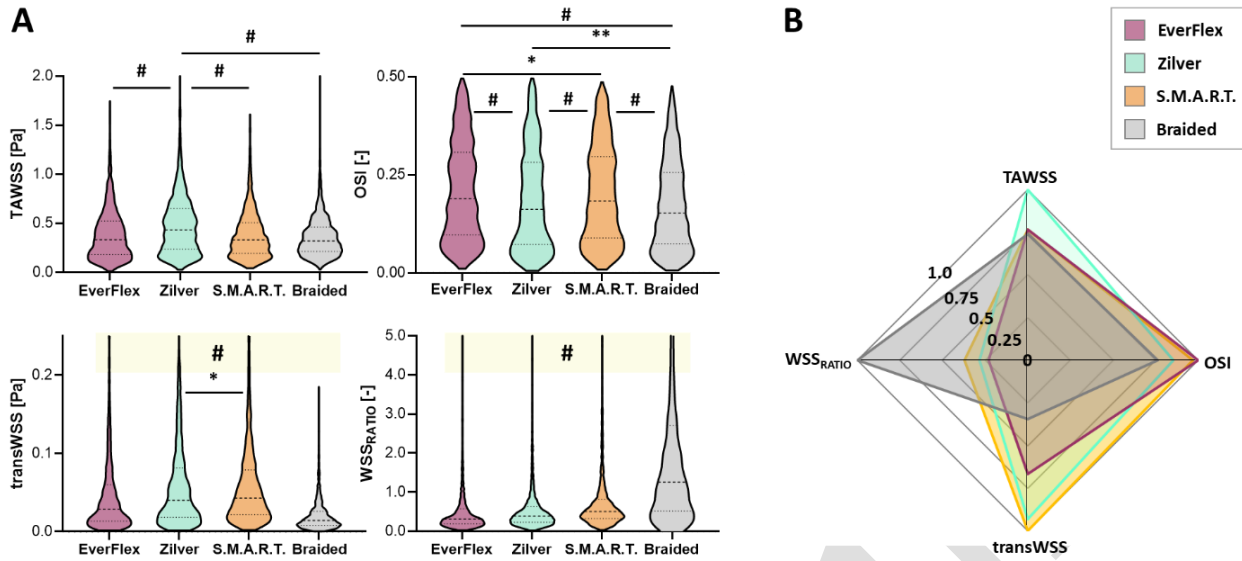 A
#
#
#
#
2.0
1.5
1.0
0.5
0.0
TAWSS [Pa]
EverFlex
Zilver
S.M.A.R.T.
Braided
#
**
*
#
#
#
0.50
0.25
0.00
OSI [-]
EverFlex
Zilver
S.M.A.R.T.
Braided
#
*
0.2
0.1
0.0
transWSS [Pa]
EverFlex
Zilver
S.M.A.R.T.
Braided
#
5.0
4.0
3.0
2.0
1.0
0.0
WSSRATIO [-]
EverFlex
Zilver
S.M.A.R.T.
Braided
B
EverFlex
Zilver
S.M.A.R.T.
Braided
TAWSS
1.0
0.75
0.5
0.25
0
WSSRATIO
OSI
transWSS